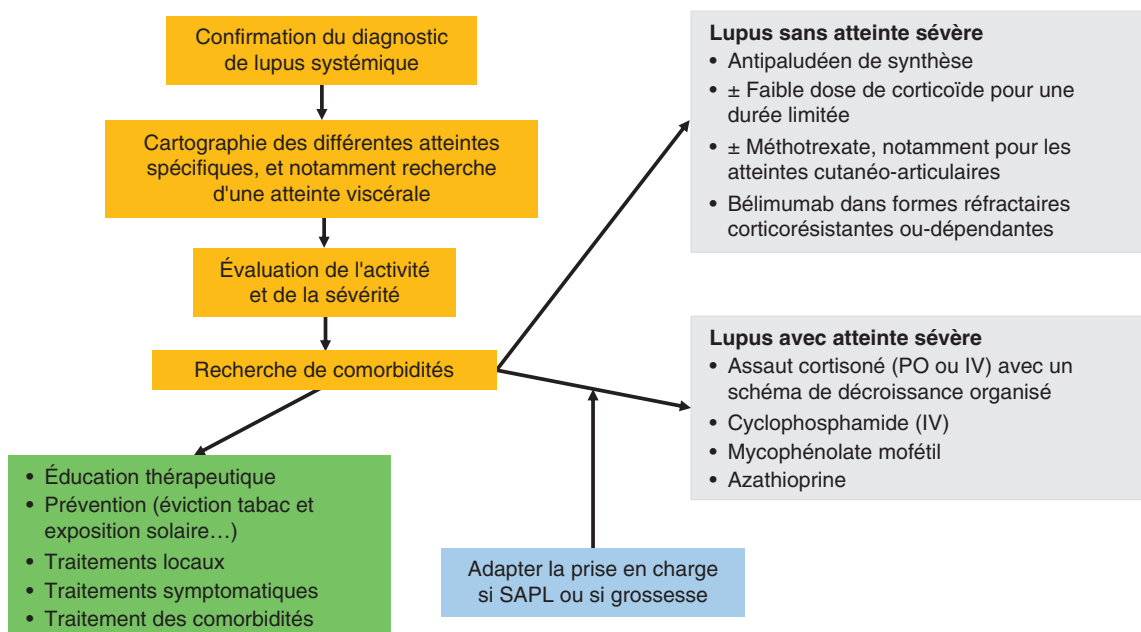 Confirmation du diagnostic
de lupus systémique
Cartographie des différentes atteintes
spécifiques, et notamment recherche
d'une atteinte viscérale
Évaluation de l'activité
et de la sévérité
Recherche de comorbidités
• Éducation thérapeutique
• Prévention (éviction tabac et
exposition solaire…)
• Traitements locaux
• Traitements symptomatiques
• Traitement des comorbidités
Adapter la prise en charge
si SAPL ou si grossesse
Lupus sans atteinte sévère
• Antipaludéen de synthèse
• ± Faible dose de corticoïde pour une
durée limitée
• ± Méthotrexate, notamment pour les
atteintes cutanéo-articulaires
• Bélimumab dans formes réfractaires
corticorésistantes ou-dépendantes
Lupus avec atteinte sévère
• Assaut cortisoné (PO ou IV) avec un
schéma de décroissance organisé
• Cyclophosphamide (IV)
• Mycophénolate mofétil
• Azathioprine